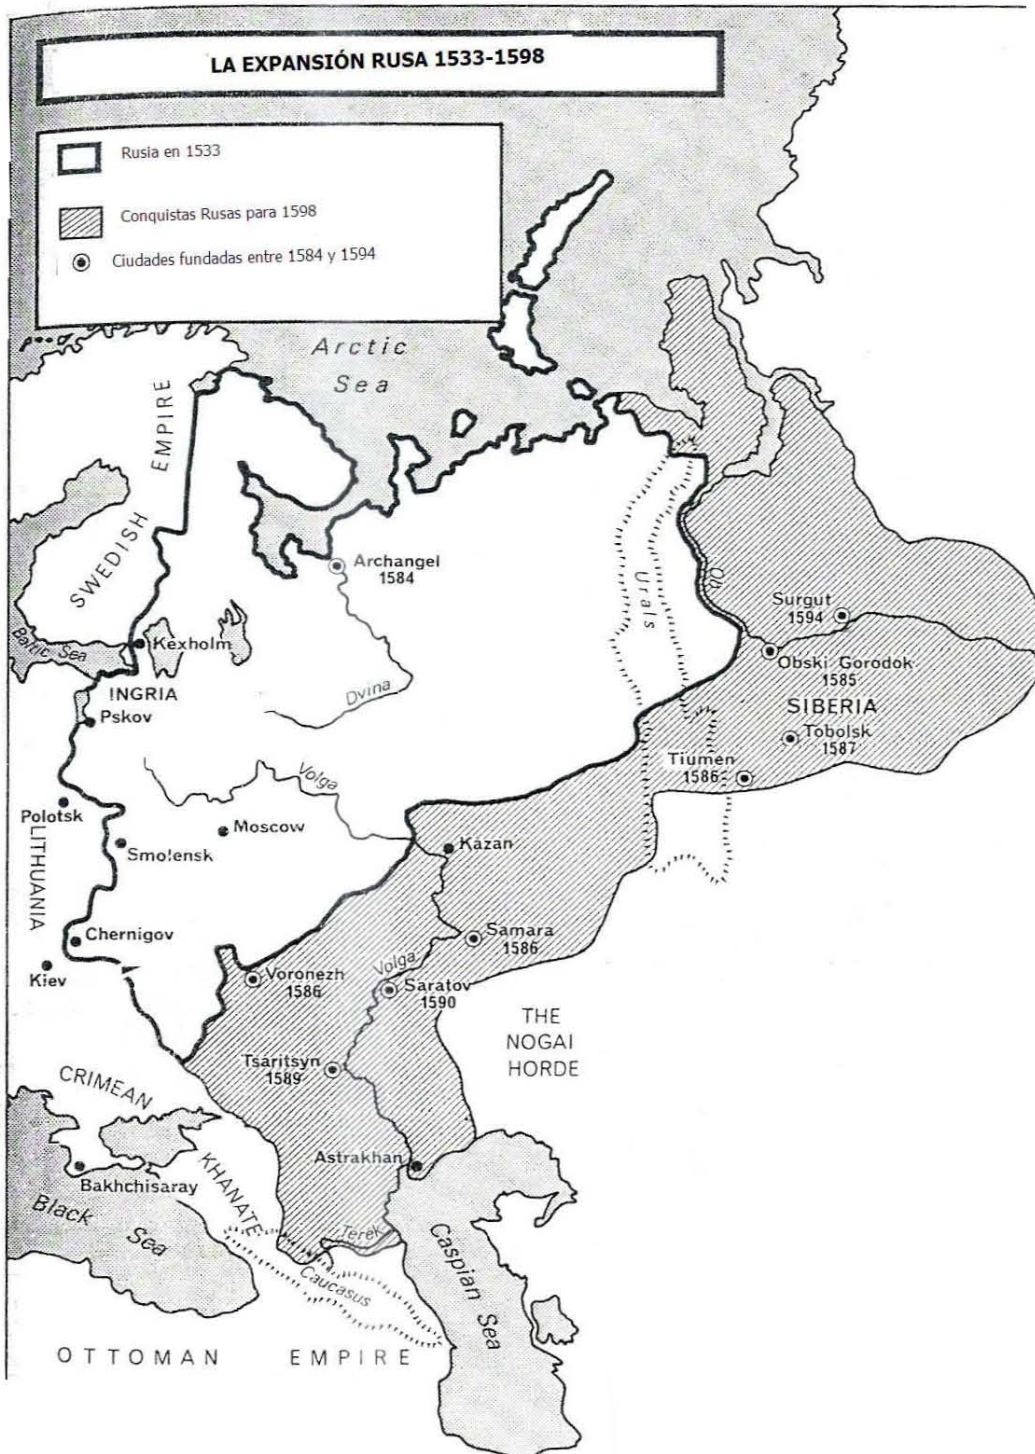 LA EXPANSIÓN RUSA 1533-1598
Rusia en 1533
Conquistas Rusas para 1598
Ciudades fundadas entre 1584 y 1594
Arctic
Sea
SWEDISH EMPIRE
Archangel
1584
Urals
Ob
Surgut
1594
Baltic Sea
Kexholm
Obski Gorodok
1585
INGRIA
Dvina
SIBERIA
Pskov
Tobolsk
1587
Tiumen
1586
Volga
Polotsk
Moscow
LITHUANIA
Smolensk
Kazan
Chernigov
Samara
1586
Kiev
Voronezh
1586
Volga
Saratov
1590
THE
NOGAI
HORDE
Tsaritsyn
1589
CRIMEAN
KHANATE
Astrakhan
Bakhchisaray
Black Sea
Terek
Caucasus
Caspian Sea
OTTOMAN EMPIRE